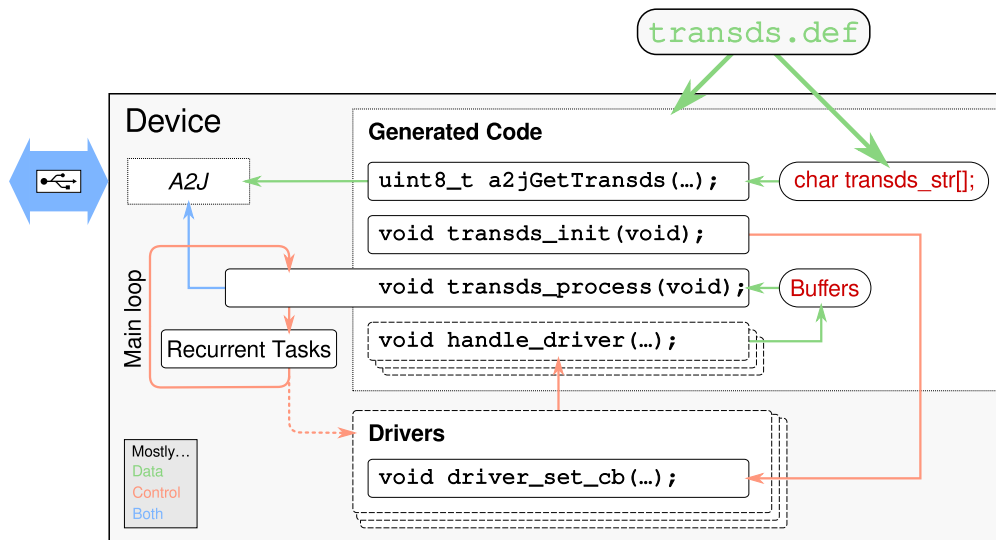 transds.def
Device
Generated Code
A2J
uint8_t a2jGetTransds(…);
char transds_str[];
void transds_init(void);
Main loop
void transds_process(void);
Buffers
Recurrent Tasks
void handle_driver(…);
Drivers
void driver_set_cb(…);
Mostly…
Data
Control
Both